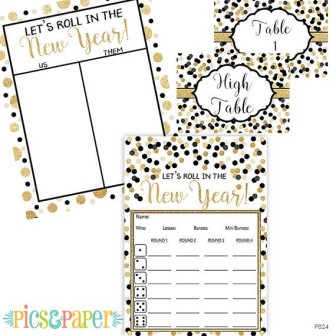 LET'S ROLL IN THE
New Year!
US
THEM
Table
1
High
Table
LET'S ROLL IN THE
New Year!
Name:
Wins: Losses: Buncos: Mini Buncos:
ROUND 1 ROUND 2 ROUND 3 ROUND 4
pics&paper
P824